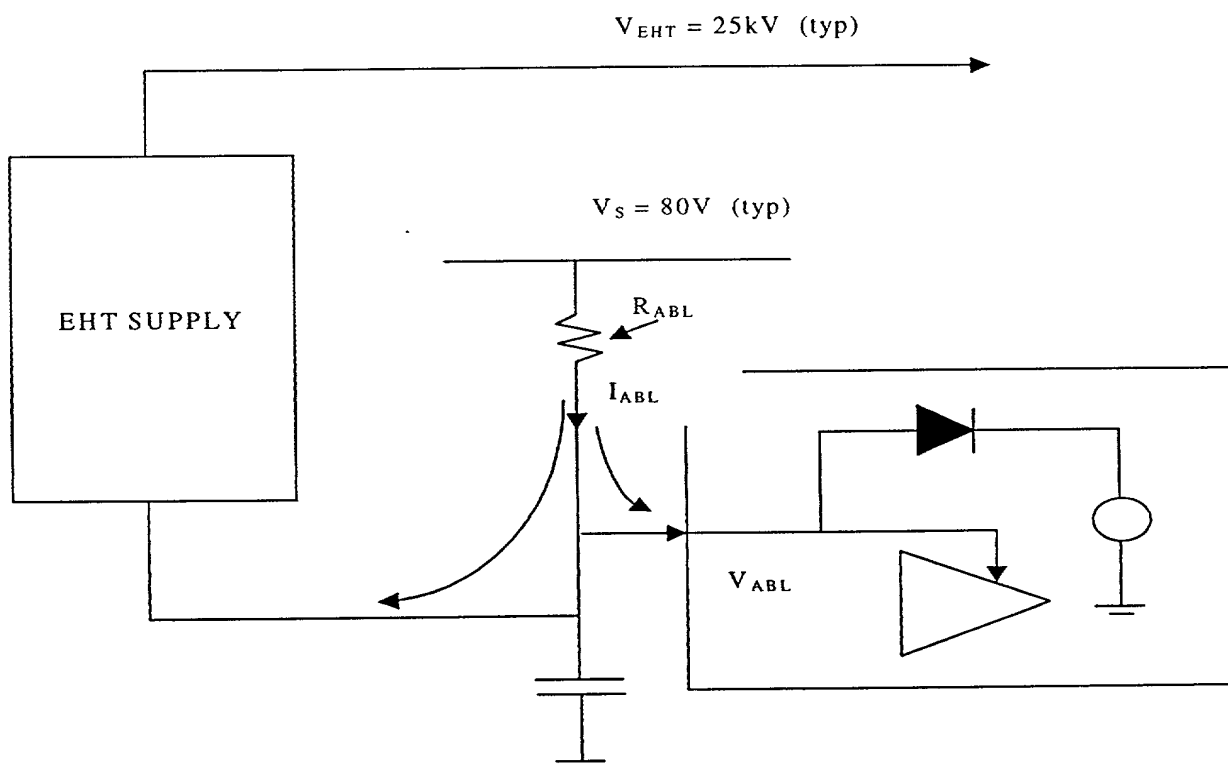 V_EHT = 25kV (typ)
V_S = 80V (typ)
EHT SUPPLY
R_ABL
I_ABL
V_ABL